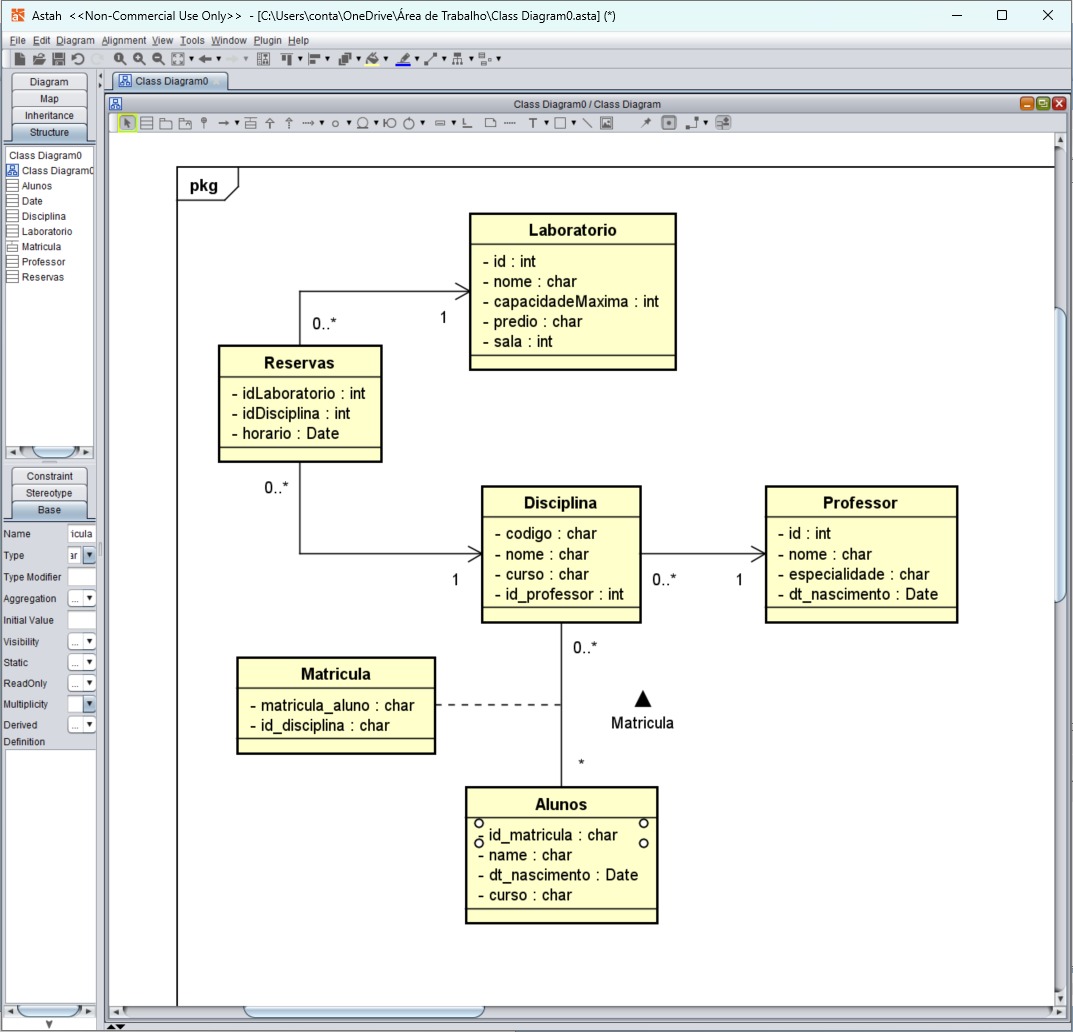 Astah <<Non-Commercial Use Only>> - [C:\Users\conta\OneDrive\Área de Trabalho\Class Diagram0.asta] (*)
File Edit Diagram Alignment View Tools Window Plugin Help
Diagram
Map
Inheritance
Structure
Class Diagram0
Class Diagram0
Alunos
Date
Disciplina
Laboratorio
Matricula
Professor
Reservas
Constraint
Stereotype
Base
Name icula
Type ar
Type Modifier
Aggregation ...
Initial Value
Visibility ...
Static ...
ReadOnly ...
Multiplicity
Derived ...
Definition
Class Diagram0
Class Diagram0 / Class Diagram
T
pkg
Laboratorio
- id : int
- nome : char
- capacidadeMaxima : int
- predio : char
- sala : int
0..*
1
Reservas
- idLaboratorio : int
- idDisciplina : int
- horario : Date
0..*
1
Disciplina
- codigo : char
- nome : char
- curso : char
- id_professor : int
0..*
1
Professor
- id : int
- nome : char
- especialidade : char
- dt_nascimento : Date
0..*
Matricula
- matricula_aluno : char
- id_disciplina : char
Matricula
*
Alunos
- id_matricula : char
- name : char
- dt_nascimento : Date
- curso : char